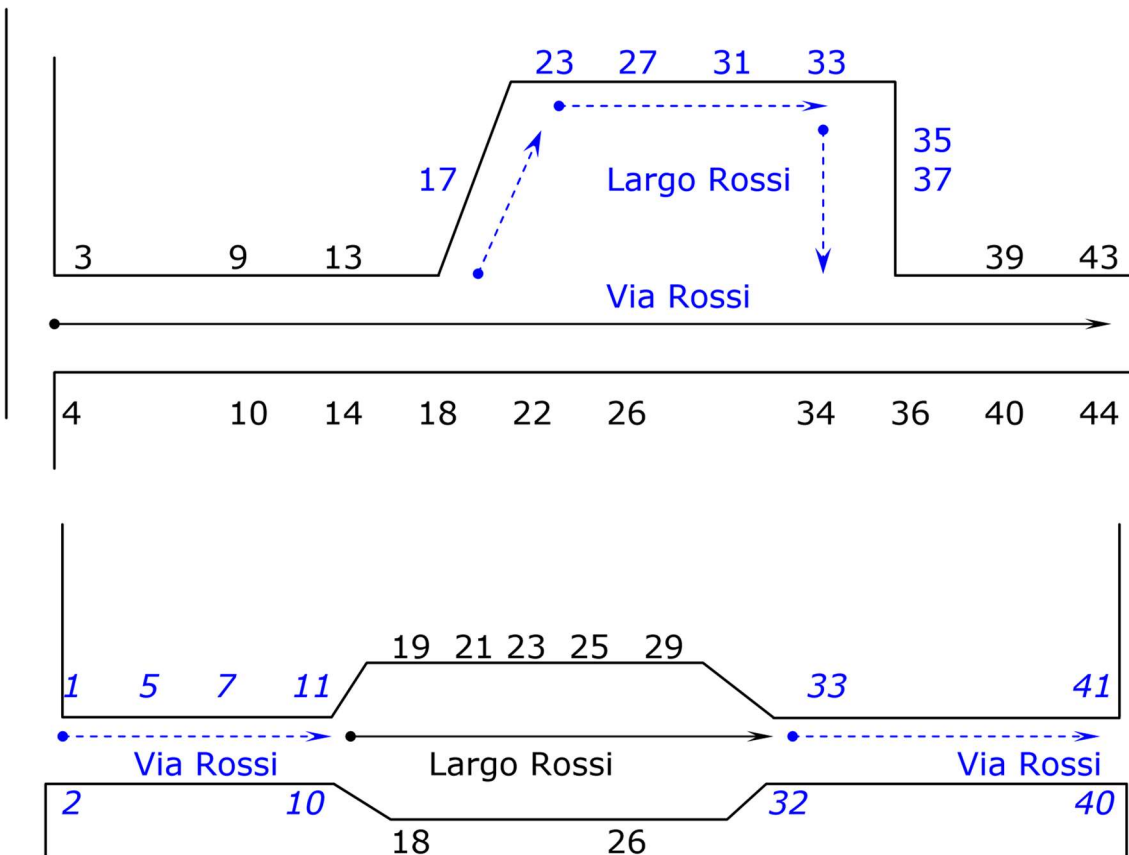 23 27 31 33
35
17 Largo Rossi 37
3 9 13 39 43
Via Rossi
4 10 14 18 22 26 34 36 40 44
19 21 23 25 29
1 5 7 11 33 41
Via Rossi Largo Rossi Via Rossi
2 10 32 40
18 26